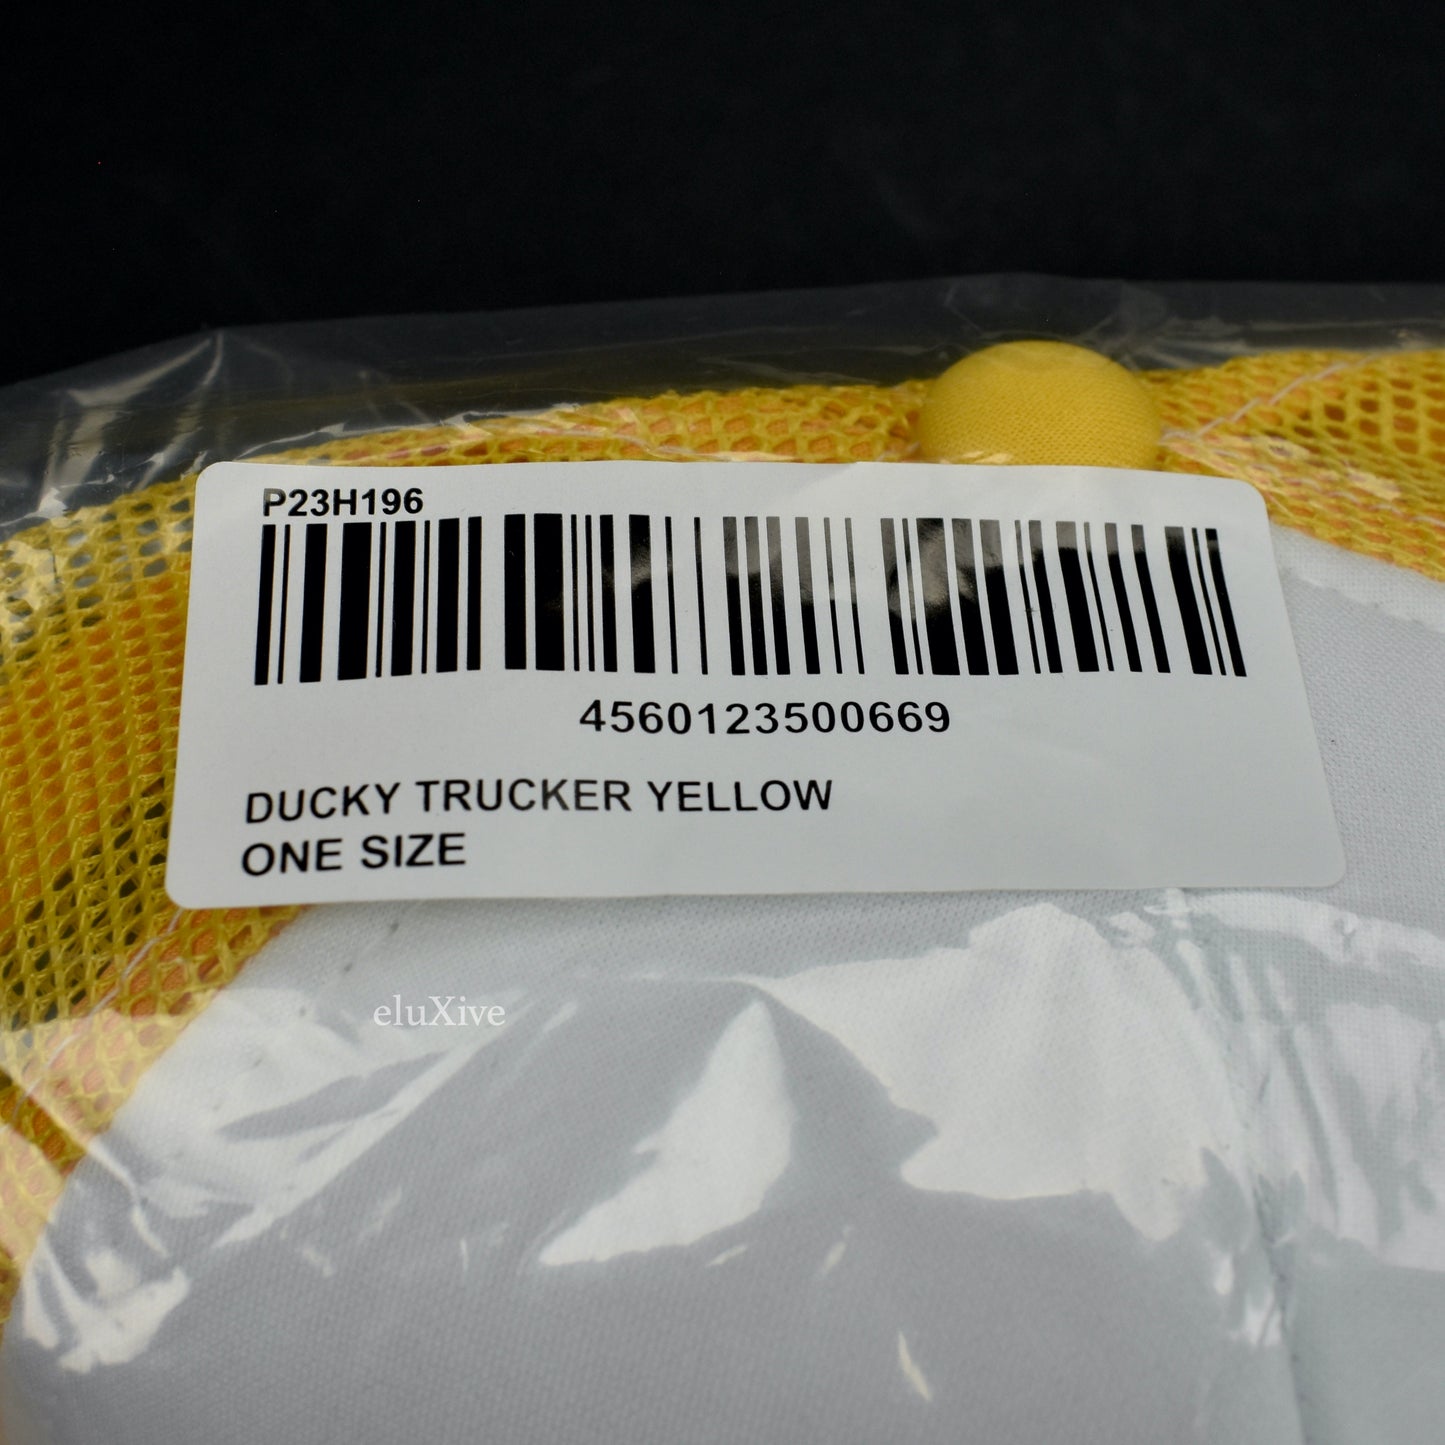 P23H196
4560123500669
DUCKY TRUCKER YELLOW
ONE SIZE
eluXive